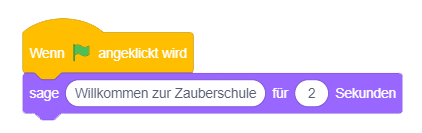 Wenn angeklickt wird
sage Willkommen zur Zauberschule für 2 Sekunden